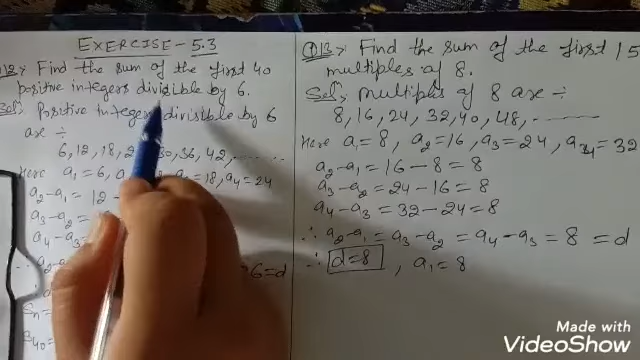 EXERCISE - 5.3
Q12> Find the sum of the first 40
positive integers divisible by 6.
Sol> Positive integers divisible by 6
are ÷
6, 12, 18, 30, 36, 42, ........
Here a₁ = 6, = 18, a₄ = 24
a₂-a₁ = 12
a₃-a₂ =
a₄-a₃
6 = d
Sₙ =
S₄₀ =
Q13> Find the sum of the first 15
multiples of 8.
Sol> multiples of 8 are ÷
8, 16, 24, 32, 40, 48, ........
Here a₁ = 8, a₂ = 16, a₃ = 24, a₃₄ = 32
a₂-a₁ = 16 - 8 = 8
a₃-a₂ = 24 - 16 = 8
a₄-a₃ = 32 - 24 = 8
∴ a₂-a₁ = a₃-a₂ = a₄-a₃ = 8 = d
∴ d=8 , a₁ = 8
Made with
VideoShow